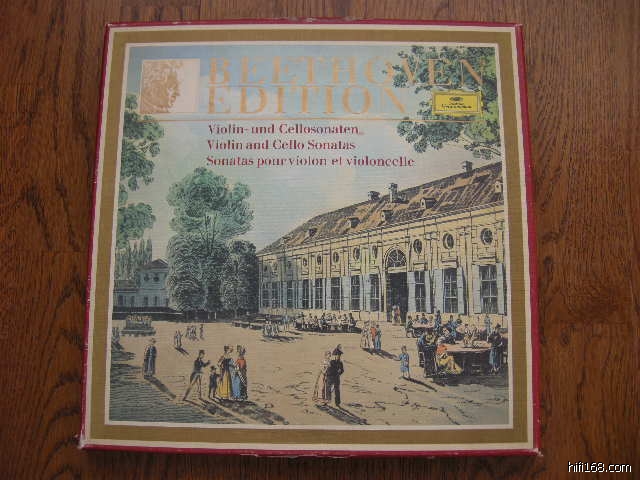 BEETHOVEN
EDITION
Violin- und Cellosonaten
Violin and Cello Sonatas
Sonatas pour violon et violoncelle
hifi168.com